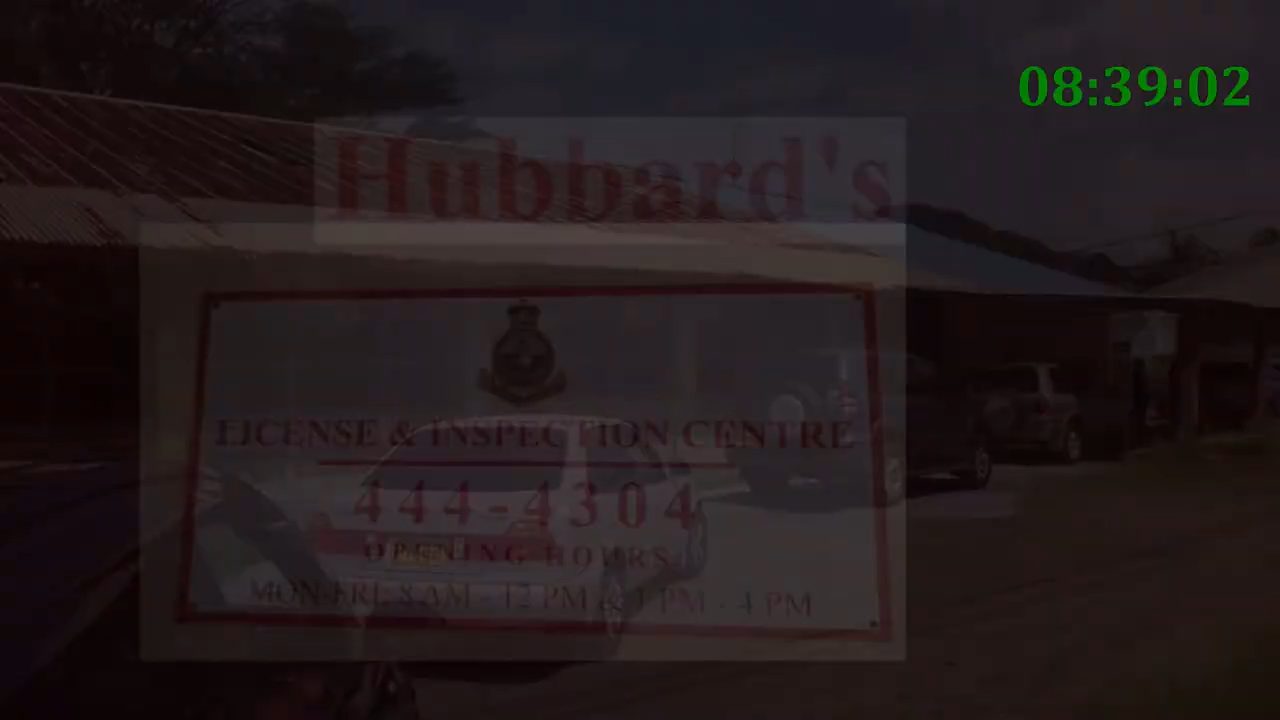 08:39:02
Hubbard's
LICENSE & INSPECTION CENTRE
444-4304
OPENING HOURS
MON-FRI: 8 AM - 12 PM & 1 PM - 4 PM